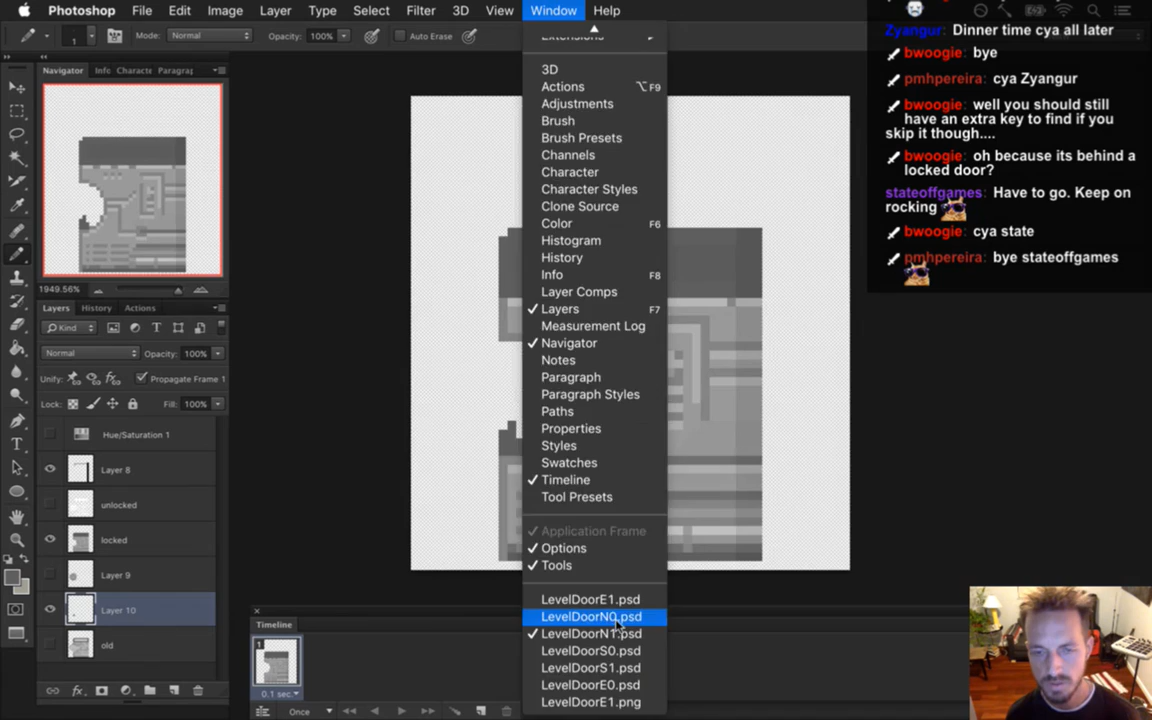 Photoshop File Edit Image Layer Type Select Filter 3D View Window Help
1 Mode: Normal Opacity: 100% Auto Erase
Navigator Info Characte Paragra
1949.56%
Layers History Actions
Kind
Normal Opacity: 100%
Unify: Propagate Frame 1
Lock: Fill: 100%
Hue/Saturation 1
Layer 8
unlocked
locked
Layer 9
Layer 10
old
fx
Extensions
3D
Actions ⌥F9
Adjustments
Brush
Brush Presets
Channels
Character
Character Styles
Clone Source
Color F6
Histogram
History
Info F8
Layer Comps
✓ Layers F7
Measurement Log
✓ Navigator
Notes
Paragraph
Paragraph Styles
Paths
Properties
Styles
Swatches
✓ Timeline
Tool Presets
✓ Application Frame
✓ Options
✓ Tools
LevelDoorE1.psd
LevelDoorN0.psd
✓ LevelDoorN1.psd
LevelDoorS0.psd
LevelDoorS1.psd
LevelDoorE0.psd
LevelDoorE1.png
Timeline
1
0.1 sec.
Once
Zyangur: Dinner time cya all later
bwoogie: bye
pmhpereira: cya Zyangur
bwoogie: well you should still
have an extra key to find if you
skip it though....
bwoogie: oh because its behind a
locked door?
stateoffgames: Have to go. Keep on
rocking
bwoogie: cya state
pmhpereira: bye stateoffgames